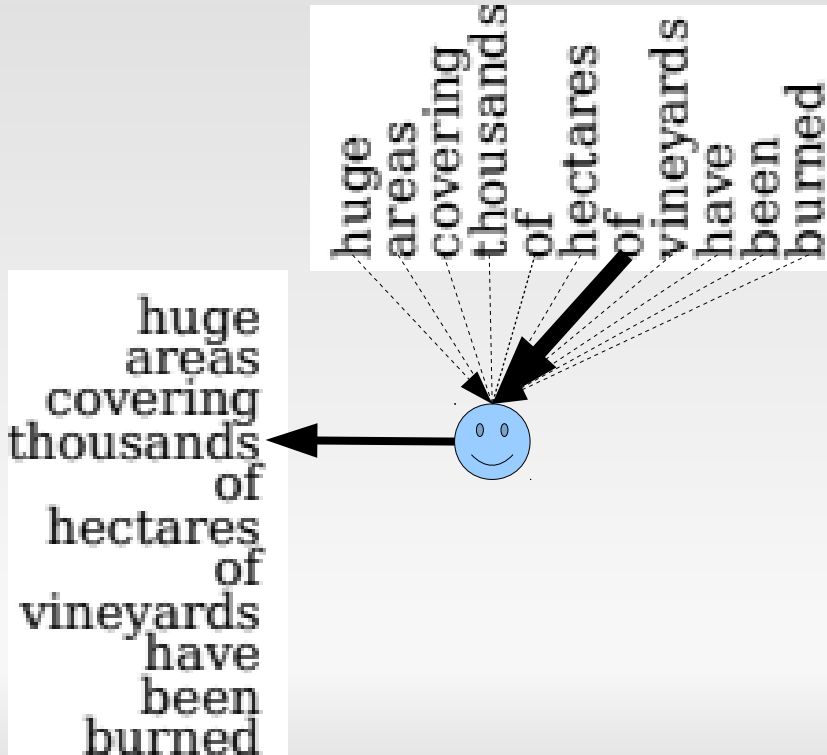 huge
areas
covering
thousands
of
hectares
of
vineyards
have
been
burned
huge
areas
covering
thousands
of
hectares
of
vineyards
have
been
burned